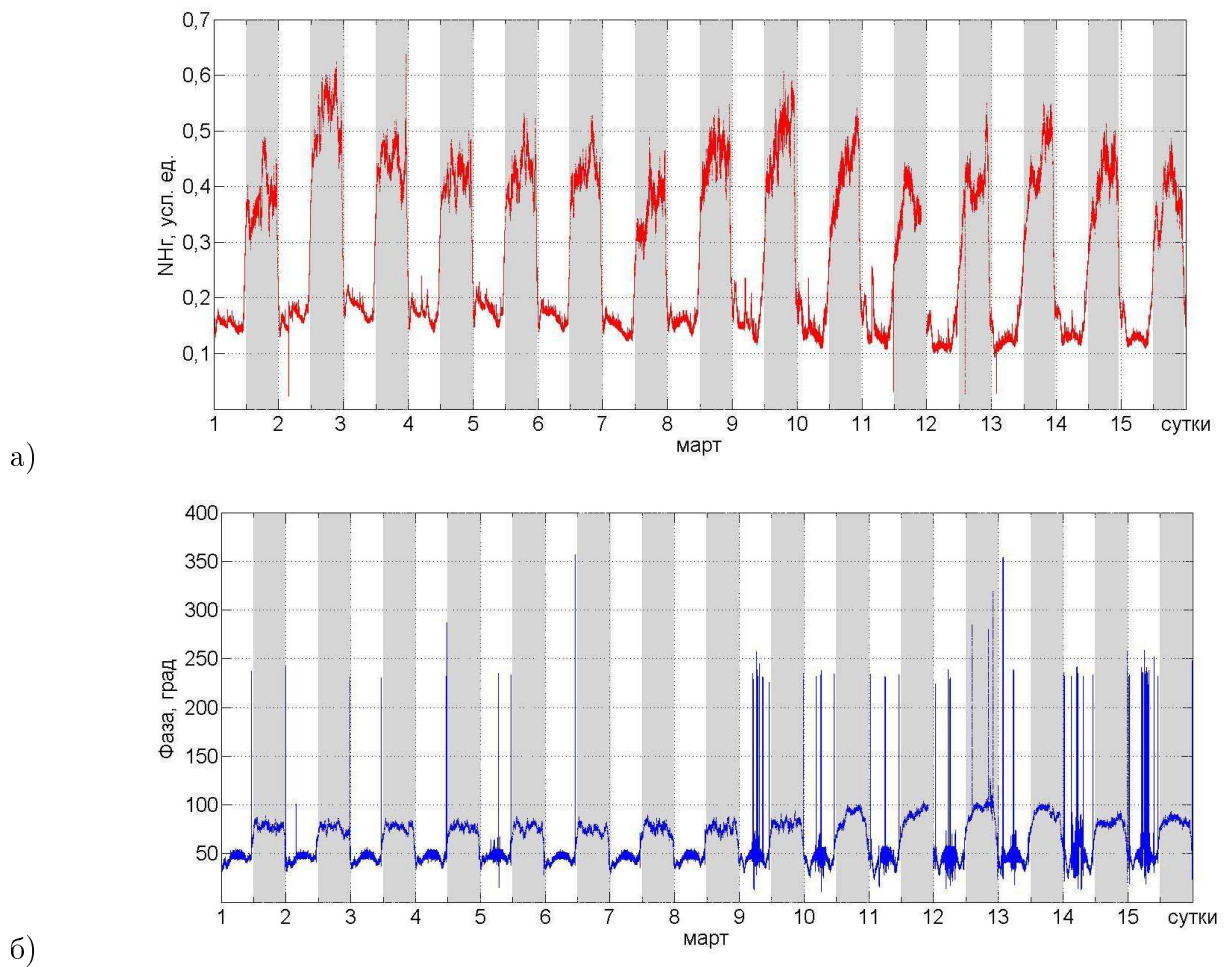 0,7
0,6
0,5
0,4
0,3
0,2
0,1
NHг, усл. ед.
1 2 3 4 5 6 7 8 9 10 11 12 13 14 15 сутки
март
а)
400
350
300
250
200
150
100
50
Фаза, град
1 2 3 4 5 6 7 8 9 10 11 12 13 14 15 сутки
март
б)